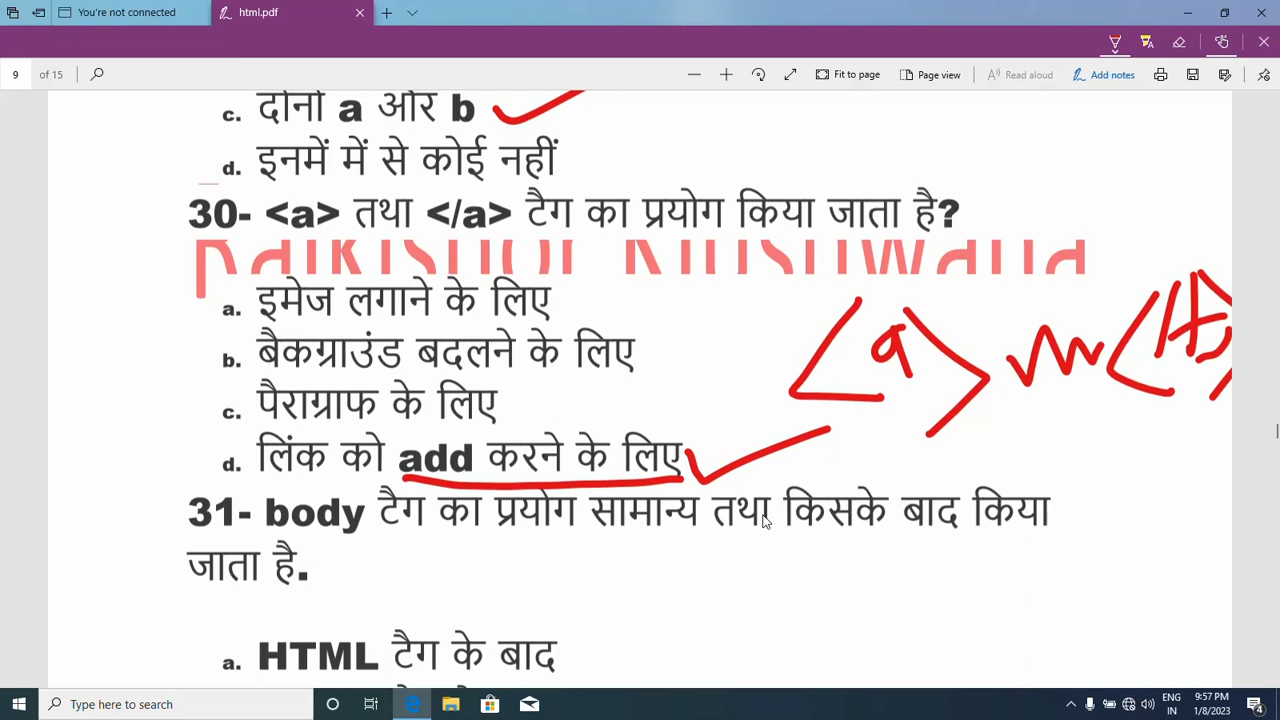 You're not connected
html.pdf
9 of 15
Fit to page
Page view
Read aloud
Add notes
c. दोनों a और b
d. इनमें में से कोई नहीं
30- <a> तथा </a> टैग का प्रयोग किया जाता है?
a. इमेज लगाने के लिए
b. बैकग्राउंड बदलने के लिए
c. पैराग्राफ के लिए
<a>
d. लिंक को add करने के लिए
31- body टैग का प्रयोग सामान्य तथा किसके बाद किया
जाता है.
a. HTML टैग के बाद
Type here to search
ENG
IN
9:57 PM
1/8/2023
4